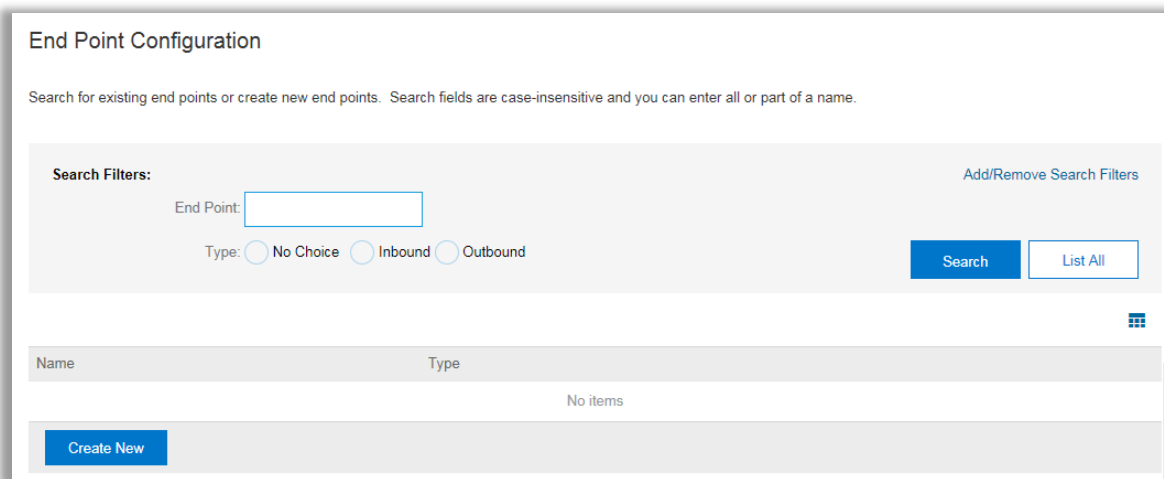 End Point Configuration
Search for existing end points or create new end points. Search fields are case-insensitive and you can enter all or part of a name.
Search Filters: Add/Remove Search Filters
End Point:
Type: No Choice Inbound Outbound
Search List All
Name Type
No items
Create New